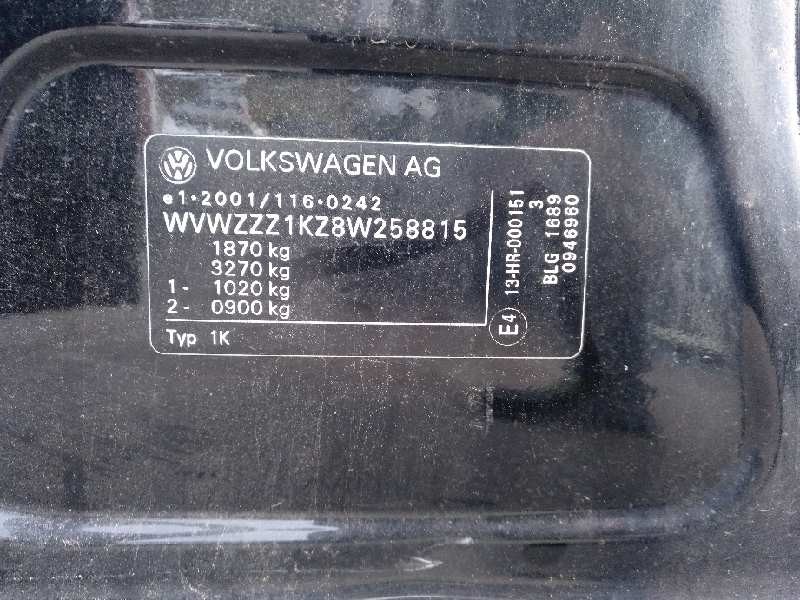 VW VOLKSWAGEN AG
e1*2001/116*0242
WVWZZZ1KZ8W258815
1870 kg
3270 kg
1- 1020 kg
2- 0900 kg
Typ 1K
E4 13-HR-000151
3
BLG 1689
0946960